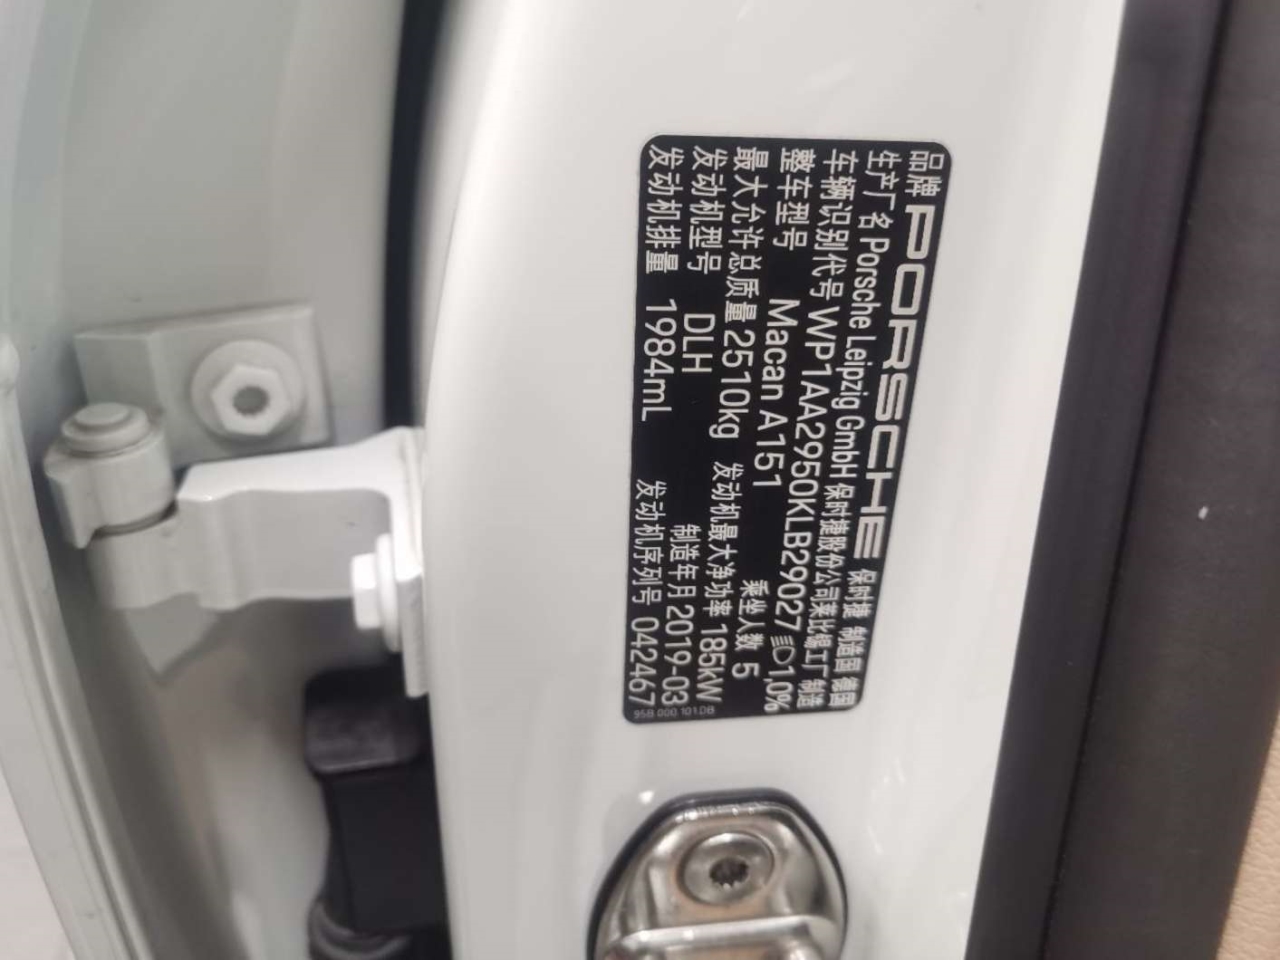 品牌 PORSCHE 保时捷 制造国 德国
生产厂名 Porsche Leipzig GmbH 保时捷股份公司莱比锡工厂 制造
车辆识别代号 WP1AA2950KLB29027 1,0%
整车型号 Macan A151 乘坐人数 5
最大允许总质量 2510kg 发动机最大净功率 185kW
发动机型号 DLH 制造年月 2019-03
发动机排量 1984mL 发动机序列号 042467
95B.000.101.DB